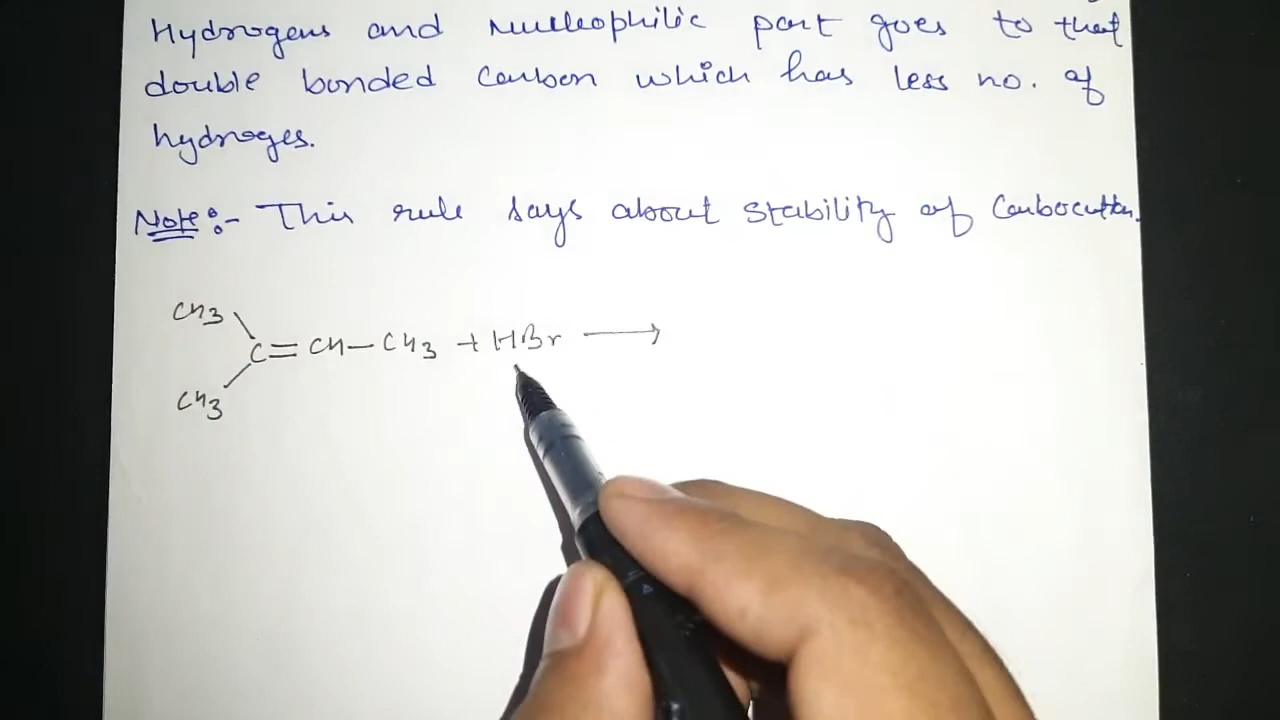 Hydrogens and nucleophilic part goes to that
double bonded carbon which has less no. of
hydroges.
Note:- This rule says about stability of Carbocation.
CH3
C=CH-CH3 + HBr ⟶
CH3